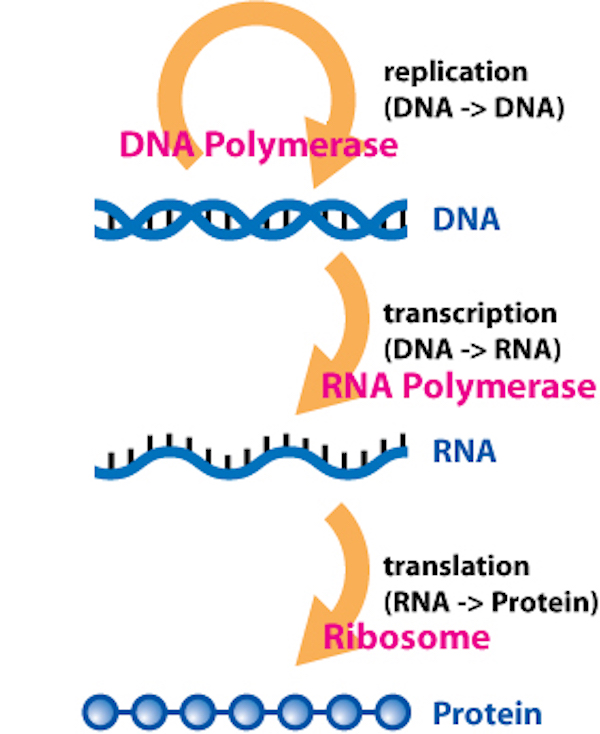 replication
(DNA -> DNA)
DNA Polymerase
DNA
transcription
(DNA -> RNA)
RNA Polymerase
RNA
translation
(RNA -> Protein)
Ribosome
Protein